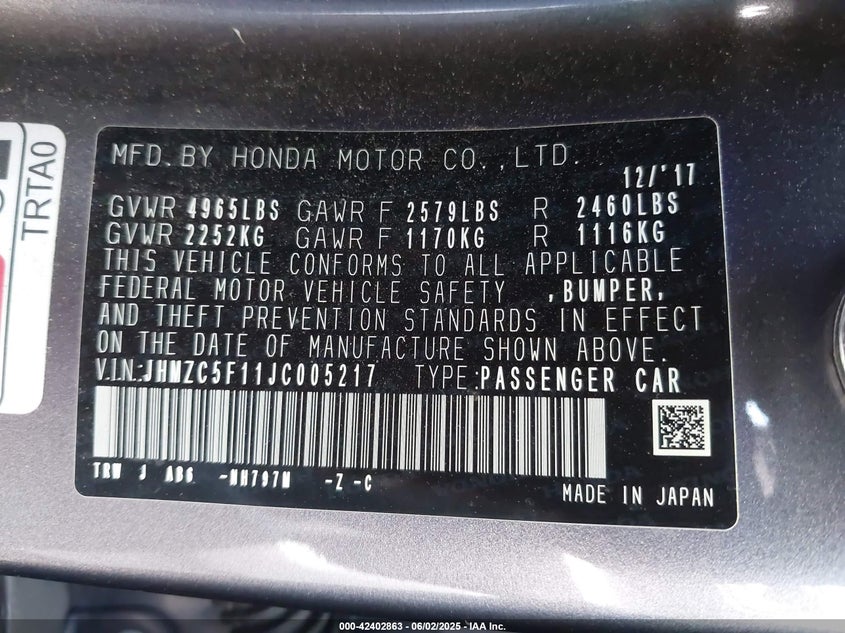 MFD. BY HONDA MOTOR CO., LTD.
12/'17
GVWR 4965LBS GAWR F 2579LBS R 2460LBS
GVWR 2252KG GAWR F 1170KG R 1116KG
THIS VEHICLE CONFORMS TO ALL APPLICABLE
FEDERAL MOTOR VEHICLE SAFETY , BUMPER,
AND THEFT PREVENTION STANDARDS IN EFFECT
ON THE DATE OF MANUFACTURE SHOWN ABOVE.
V.I.N.:JHMZC5F11JC005217 TYPE:PASSENGER CAR
TRW J AB6 -NH797M -Z -C
MADE IN JAPAN
TRTA0
000-42402863 - 06/02/2025 - IAA Inc.